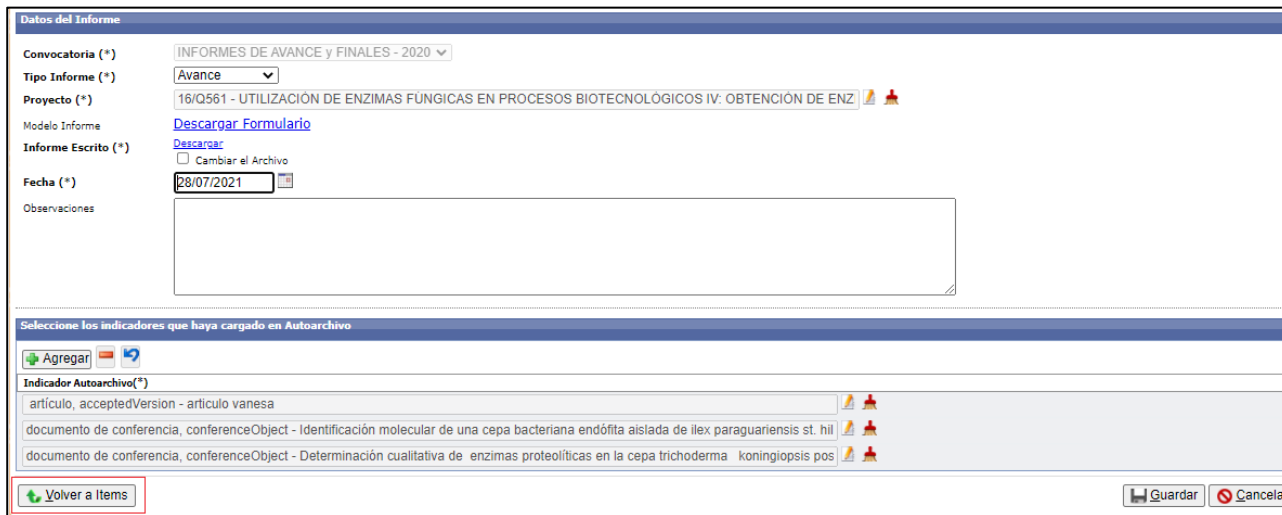 Datos del Informe
Convocatoria (*) INFORMES DE AVANCE y FINALES - 2020
Tipo Informe (*) Avance
Proyecto (*) 16/Q561 - UTILIZACIÓN DE ENZIMAS FÚNGICAS EN PROCESOS BIOTECNOLÓGICOS IV: OBTENCIÓN DE ENZ
Modelo Informe Descargar Formulario
Informe Escrito (*) Descargar
Cambiar el Archivo
Fecha (*) 28/07/2021
Observaciones
Seleccione los indicadores que haya cargado en Autoarchivo
Agregar
Indicador Autoarchivo(*)
artículo, acceptedVersion - articulo vanesa
documento de conferencia, conferenceObject - Identificación molecular de una cepa bacteriana endófita aislada de ilex paraguariensis st. hil
documento de conferencia, conferenceObject - Determinación cualitativa de enzimas proteolíticas en la cepa trichoderma koningiopsis pos
Volver a Items Guardar Cancela